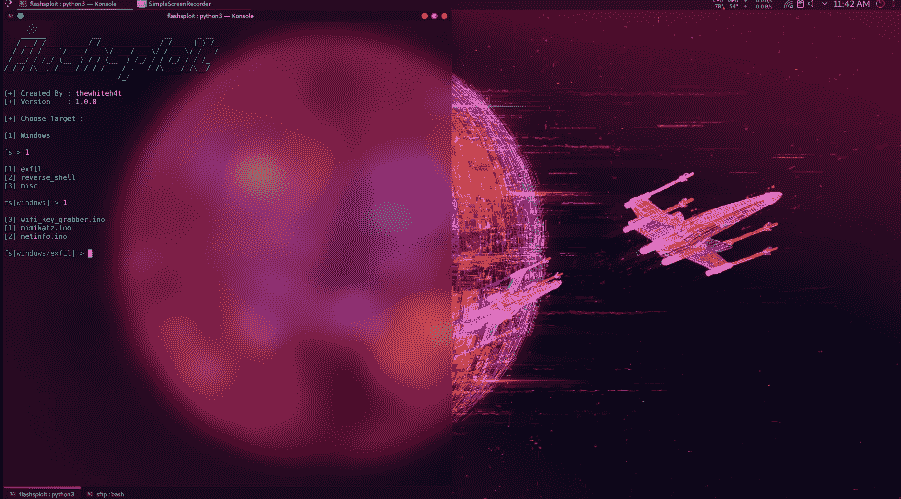 flashsploit : python3 — Konsole
SimpleScreenRecorder
11:42 AM
flashsploit : python3 — Konsole
[+] Created By : thewhiteh4t
[+] Version    : 1.0.0
[+] Choose Target :
[1] Windows
fs > 1
[1] exfil
[2] reverse_shell
[3] misc
fs[windows] > 1
[0] wifi_key_grabber.ino
[1] mimikatz.ino
[2] netinfo.ino
fs[windows/exfil] >
flashsploit : python3
sftp : bash